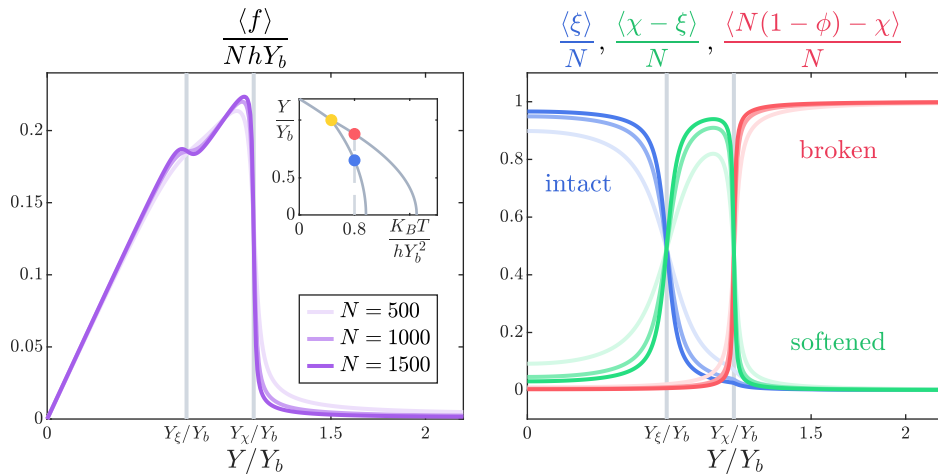 ⟨f⟩
NhY_b
0.2
0.15
0.1
0.05
0
0
Y_ξ/Y_b
Y_χ/Y_b
1.5
2
Y/Y_b
Y
Y_b
0.5
0
0
0.8
K_BT
hY_b^2
N = 500
N = 1000
N = 1500
⟨ξ⟩/N , ⟨χ − ξ⟩/N , ⟨N(1 − ϕ) − χ⟩/N
1
0.8
0.6
0.4
0.2
0
intact
broken
softened
0
Y_ξ/Y_b
Y_χ/Y_b
1.5
2
Y/Y_b